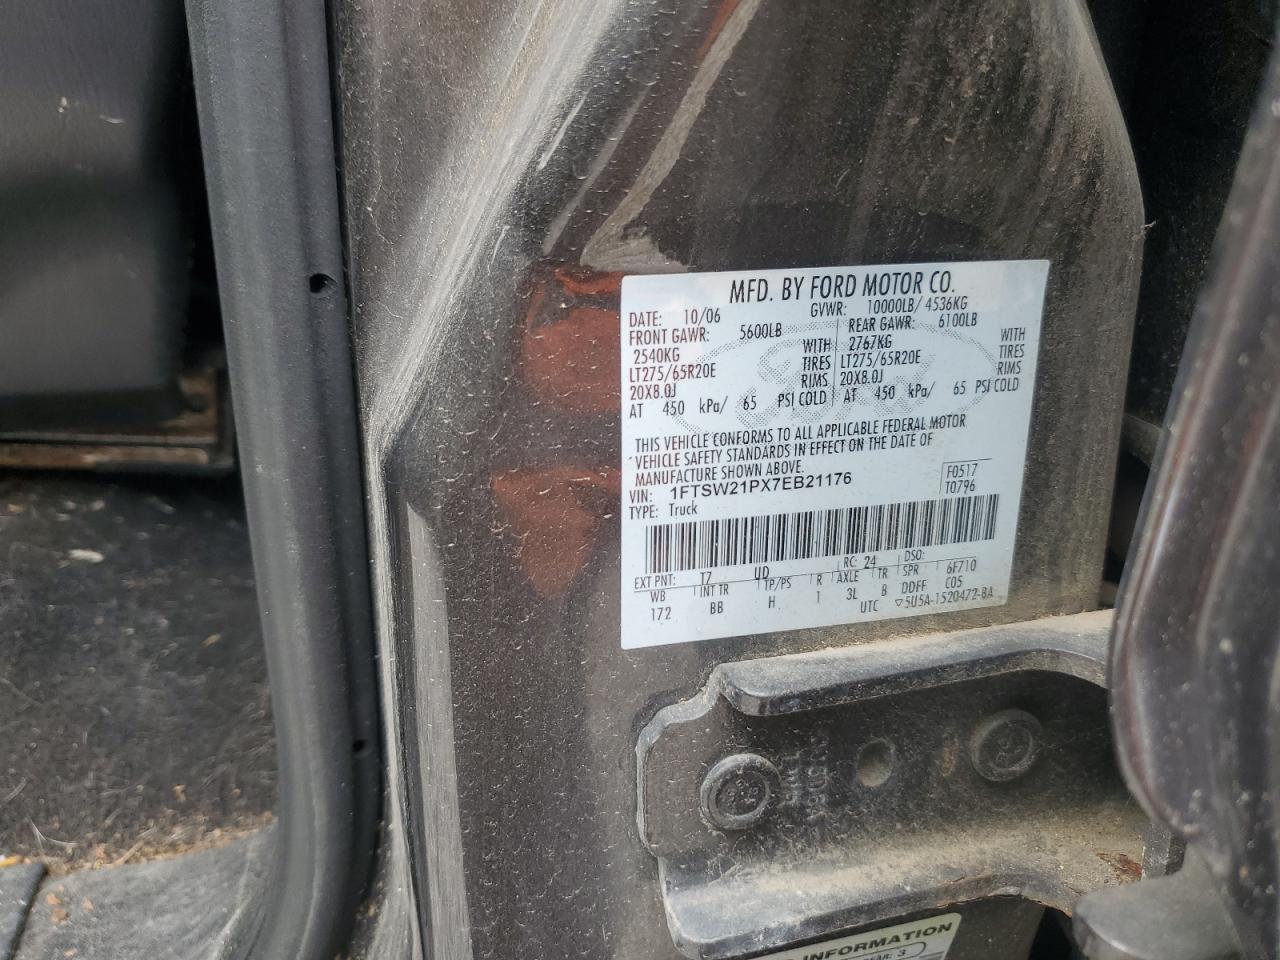 MFD. BY FORD MOTOR CO.
DATE: 10/06 GVWR: 10000LB/ 4536KG
FRONT GAWR: 5600LB REAR GAWR: 6100LB
2540KG WITH 2767KG WITH
LT275/65R20E TIRES LT275/65R20E TIRES
20X8.0J RIMS 20X8.0J RIMS
AT 450 kPa/ 65 PSI COLD AT 450 kPa/ 65 PSI COLD
THIS VEHICLE CONFORMS TO ALL APPLICABLE FEDERAL MOTOR
VEHICLE SAFETY STANDARDS IN EFFECT ON THE DATE OF
MANUFACTURE SHOWN ABOVE.
VIN: 1FTSW21PX7EB21176 F0517
TYPE: Truck T0796
EXT PNT: T7 UD RC: 24 DSO:
WB INT TR TP/PS R AXLE TR SPR 6F710
172 BB H 1 3L B DDFF C05
UTC ▽5U5A-1520472-BA
INFORMATION
3